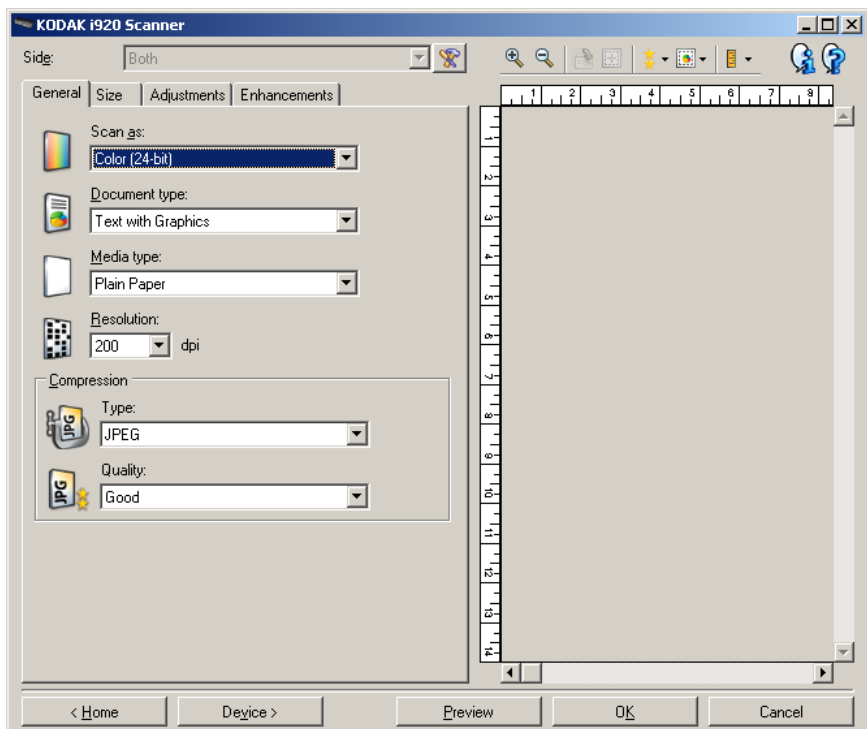 KODAK i920 Scanner
Side: Both
General Size Adjustments Enhancements
Scan as:
Color (24-bit)
Document type:
Text with Graphics
Media type:
Plain Paper
Resolution:
200 dpi
Compression
Type:
JPG
JPEG
Quality:
JPG
Good
1 2 3 4 5 6 7 8
1
2
3
4
5
6
7
8
9
10
11
12
13
14
< Home Device > Preview OK Cancel